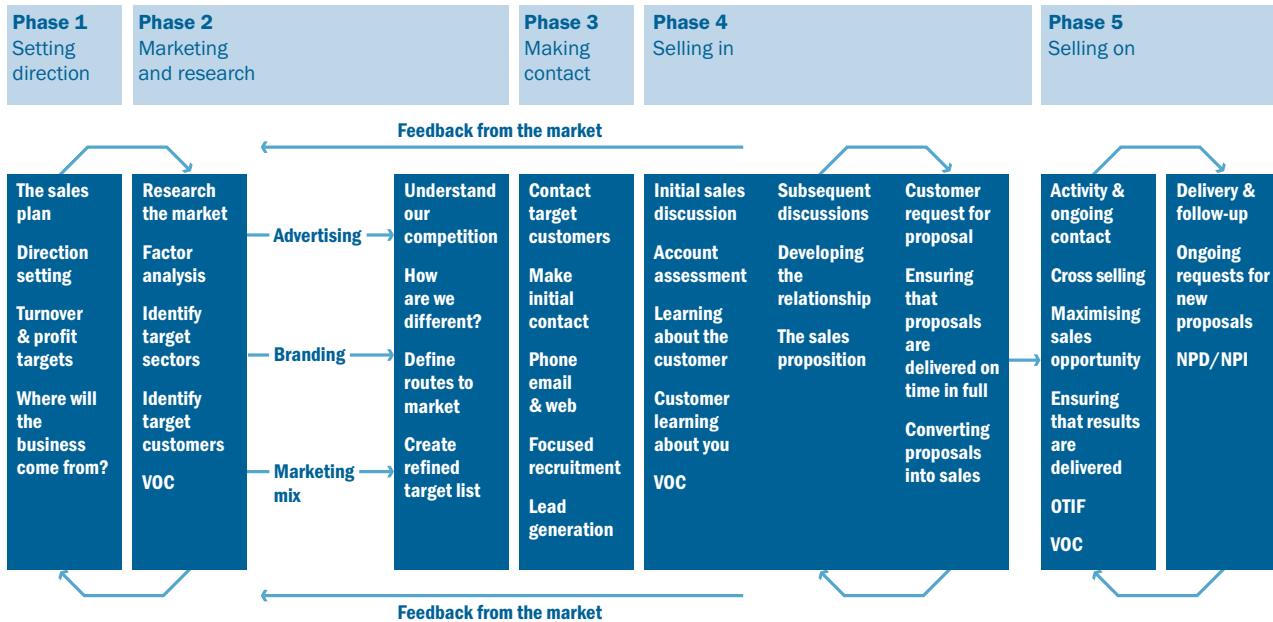 Phase 1
Setting
direction
Phase 2
Marketing
and research
Phase 3
Making
contact
Phase 4
Selling in
Phase 5
Selling on
Feedback from the market
The sales
plan
Direction
setting
Turnover
& profit
targets
Where will
the
business
come from?
Research
the market
Factor
analysis
Identify
target
sectors
Identify
target
customers
VOC
Advertising
Branding
Marketing
mix
Understand
our
competition
How
are we
different?
Define
routes to
market
Create
refined
target list
Contact
target
customers
Make
initial
contact
Phone
email
& web
Focused
recruitment
Lead
generation
Initial sales
discussion
Account
assessment
Learning
about the
customer
Customer
learning
about you
VOC
Subsequent
discussions
Developing
the
relationship
The sales
proposition
Customer
request for
proposal
Ensuring
that
proposals
are
delivered on
time in full
Converting
proposals
into sales
Activity &
ongoing
contact
Cross selling
Maximising
sales
opportunity
Ensuring
that results
are
delivered
OTIF
VOC
Delivery &
follow-up
Ongoing
requests for
new
proposals
NPD/NPI
Feedback from the market